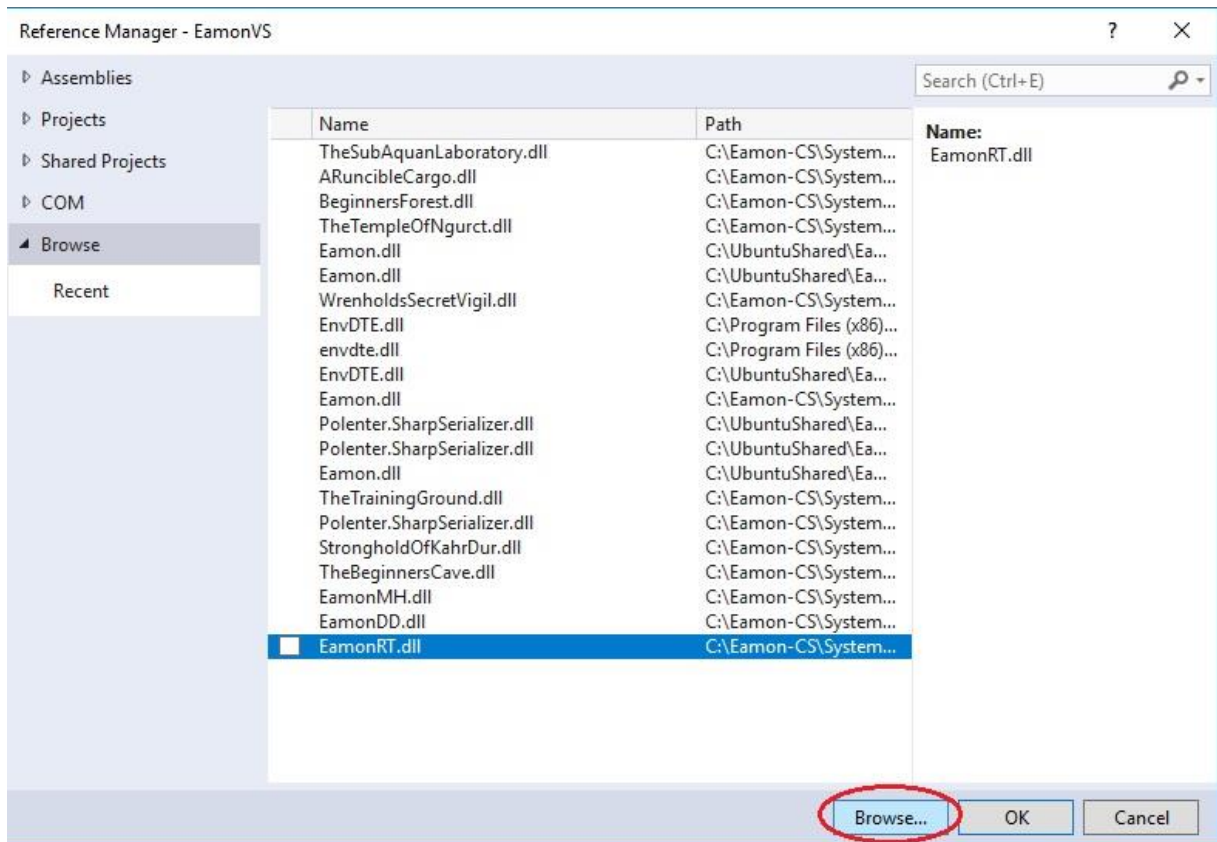 Reference Manager - EamonVS ? ×
Assemblies
Projects
Shared Projects
COM
Browse
Recent
Search (Ctrl+E)
Name Path
TheSubAquanLaboratory.dll C:\Eamon-CS\System...
ARuncibleCargo.dll C:\Eamon-CS\System...
BeginnersForest.dll C:\Eamon-CS\System...
TheTempleOfNgurct.dll C:\Eamon-CS\System...
Eamon.dll C:\UbuntuShared\Ea...
Eamon.dll C:\UbuntuShared\Ea...
WrenholdsSecretVigil.dll C:\Eamon-CS\System...
EnvDTE.dll C:\Program Files (x86)...
envdte.dll C:\Program Files (x86)...
EnvDTE.dll C:\UbuntuShared\Ea...
Eamon.dll C:\Eamon-CS\System...
Polenter.SharpSerializer.dll C:\UbuntuShared\Ea...
Polenter.SharpSerializer.dll C:\UbuntuShared\Ea...
Eamon.dll C:\UbuntuShared\Ea...
TheTrainingGround.dll C:\Eamon-CS\System...
Polenter.SharpSerializer.dll C:\Eamon-CS\System...
StrongholdOfKahrDur.dll C:\Eamon-CS\System...
TheBeginnersCave.dll C:\Eamon-CS\System...
EamonMH.dll C:\Eamon-CS\System...
EamonDD.dll C:\Eamon-CS\System...
EamonRT.dll C:\Eamon-CS\System...
Name:
EamonRT.dll
Browse... OK Cancel